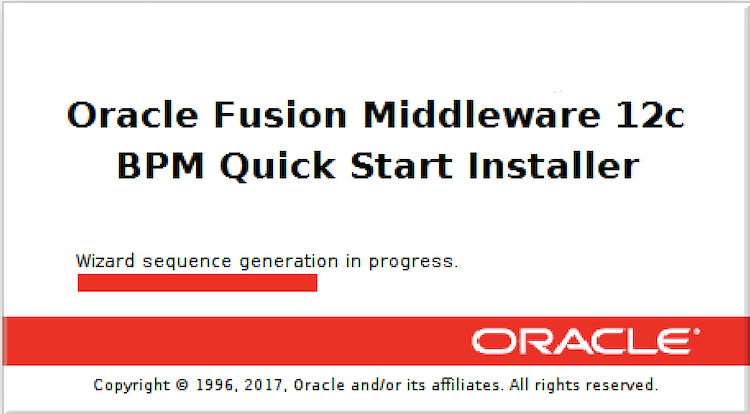 Oracle Fusion Middleware 12c
BPM Quick Start Installer
Wizard sequence generation in progress.
ORACLE®
Copyright © 1996, 2017, Oracle and/or its affiliates. All rights reserved.